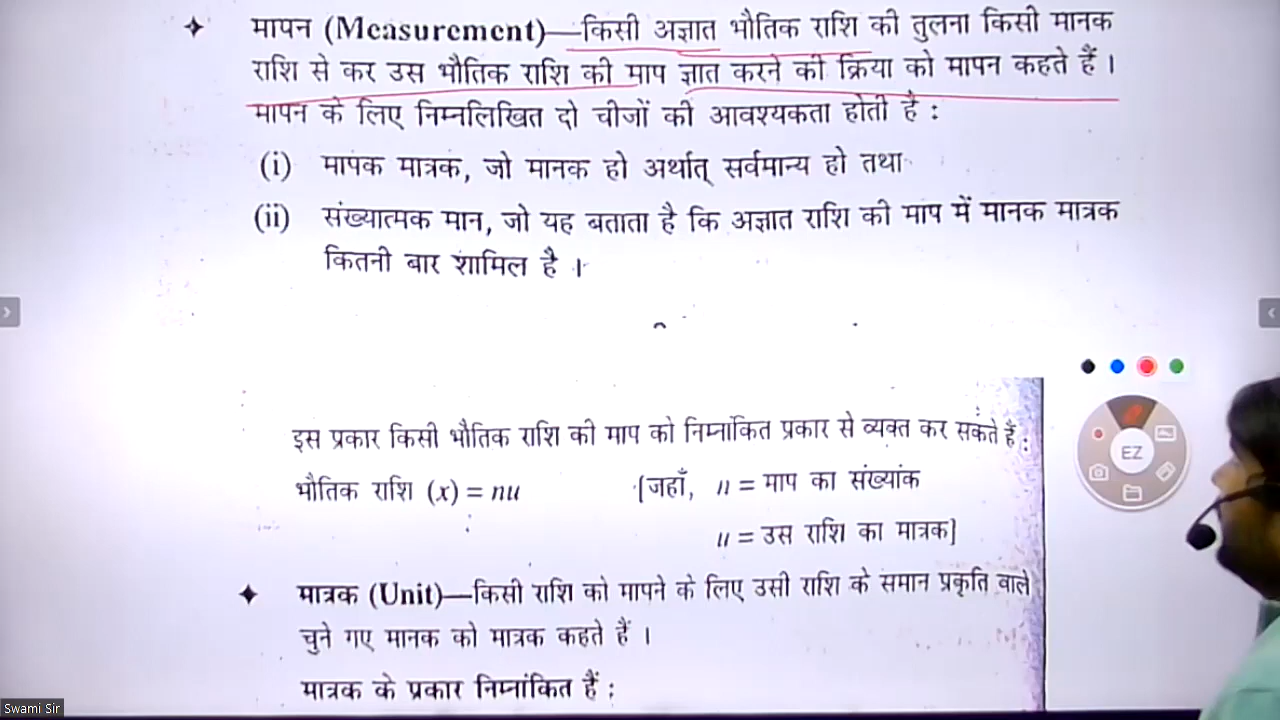 ✦ मापन (Measurement)—किसी अज्ञात भौतिक राशि की तुलना किसी मानक
राशि से कर उस भौतिक राशि की माप ज्ञात करने की क्रिया को मापन कहते हैं ।
मापन के लिए निम्नलिखित दो चीजों की आवश्यकता होती है :
(i) मापक मात्रक, जो मानक हो अर्थात् सर्वमान्य हो तथा
(ii) संख्यात्मक मान, जो यह बताता है कि अज्ञात राशि की माप में मानक मात्रक
कितनी बार शामिल है ।
इस प्रकार किसी भौतिक राशि की माप को निम्नांकित प्रकार से व्यक्त कर सकते हैं :
भौतिक राशि (x) = nu [जहाँ, n = माप का संख्यांक
u = उस राशि का मात्रक]
EZ
✦ मात्रक (Unit)—किसी राशि को मापने के लिए उसी राशि के समान प्रकृति वाले
चुने गए मानक को मात्रक कहते हैं ।
मात्रक के प्रकार निम्नांकित हैं :
Swami Sir